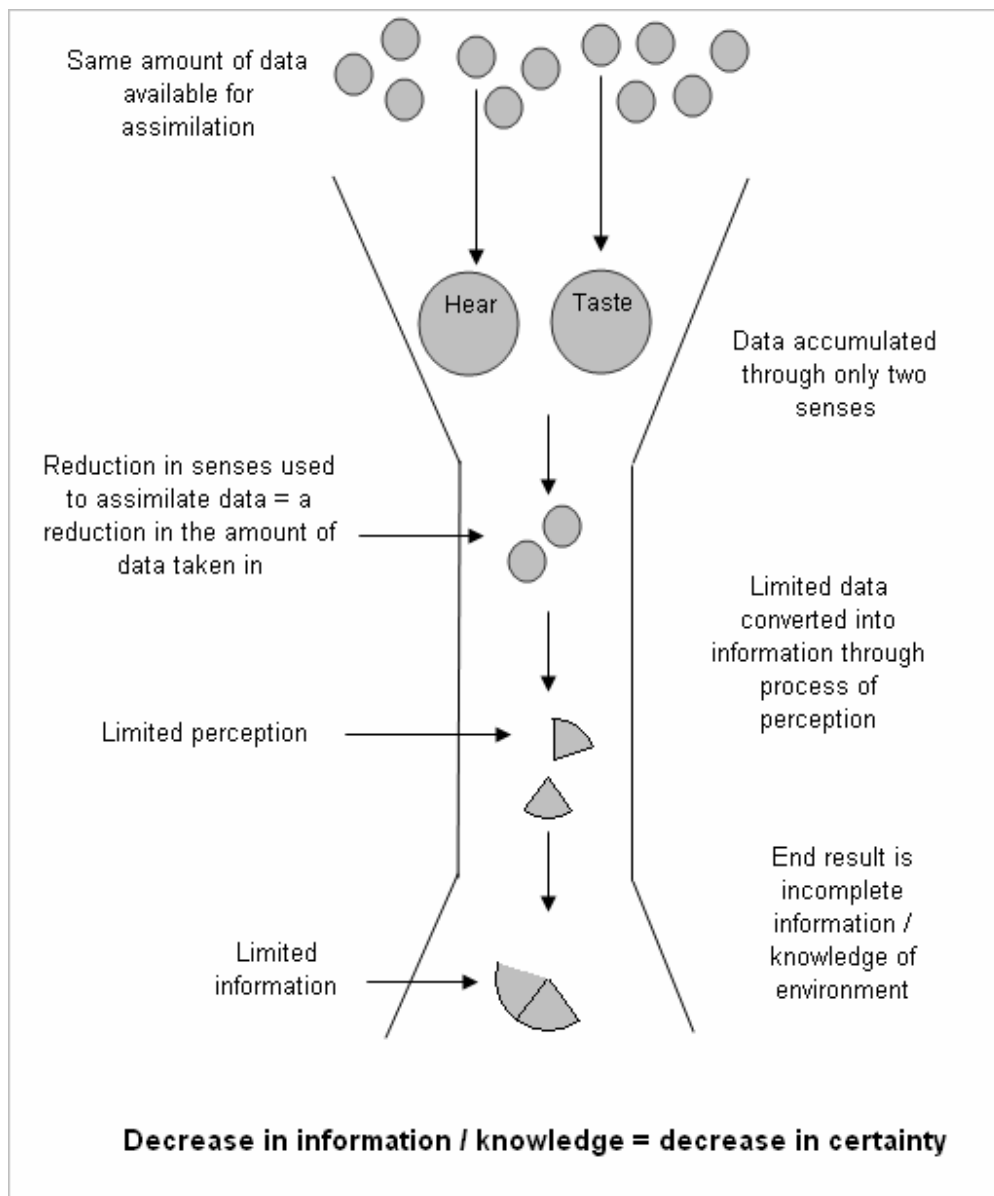 Same amount of data
available for
assimilation
Hear
Taste
Data accumulated
through only two
senses
Reduction in senses used
to assimilate data = a
reduction in the amount of
data taken in
Limited data
converted into
information through
process of
perception
Limited perception
End result is
incomplete
information /
knowledge of
environment
Limited
information
Decrease in information / knowledge = decrease in certainty